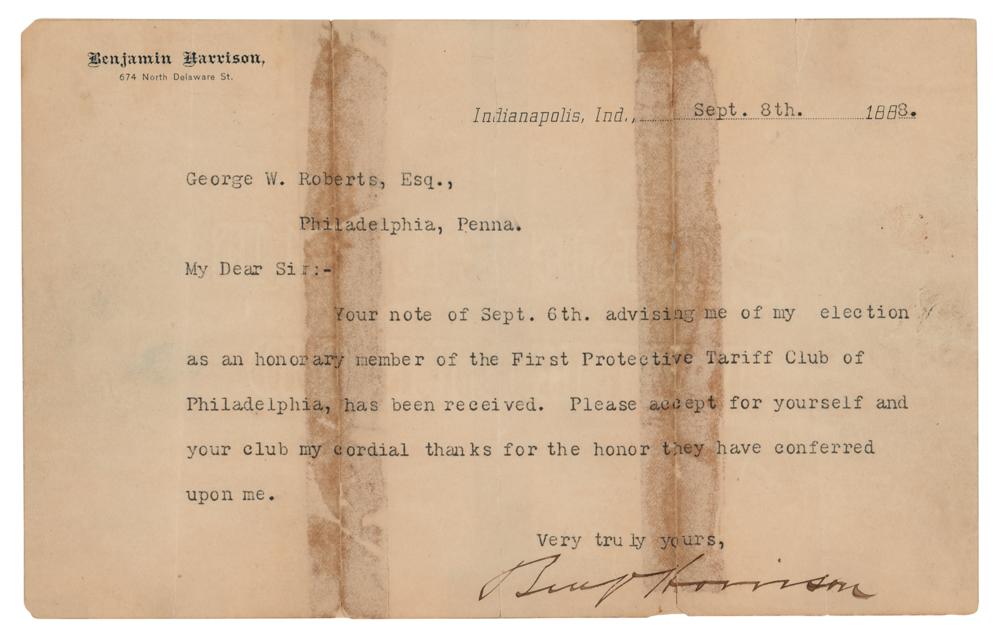 Benjamin Harrison,
674 North Delaware St.
Indianapolis, Ind., Sept. 8th. 1888.
George W. Roberts, Esq.,
Philadelphia, Penna.
My Dear Sir:-
Your note of Sept. 6th. advising me of my election
as an honorary member of the First Protective Tariff Club of
Philadelphia, has been received. Please accept for yourself and
your club my cordial thanks for the honor they have conferred
upon me.
Very truly yours,
Benj Harrison